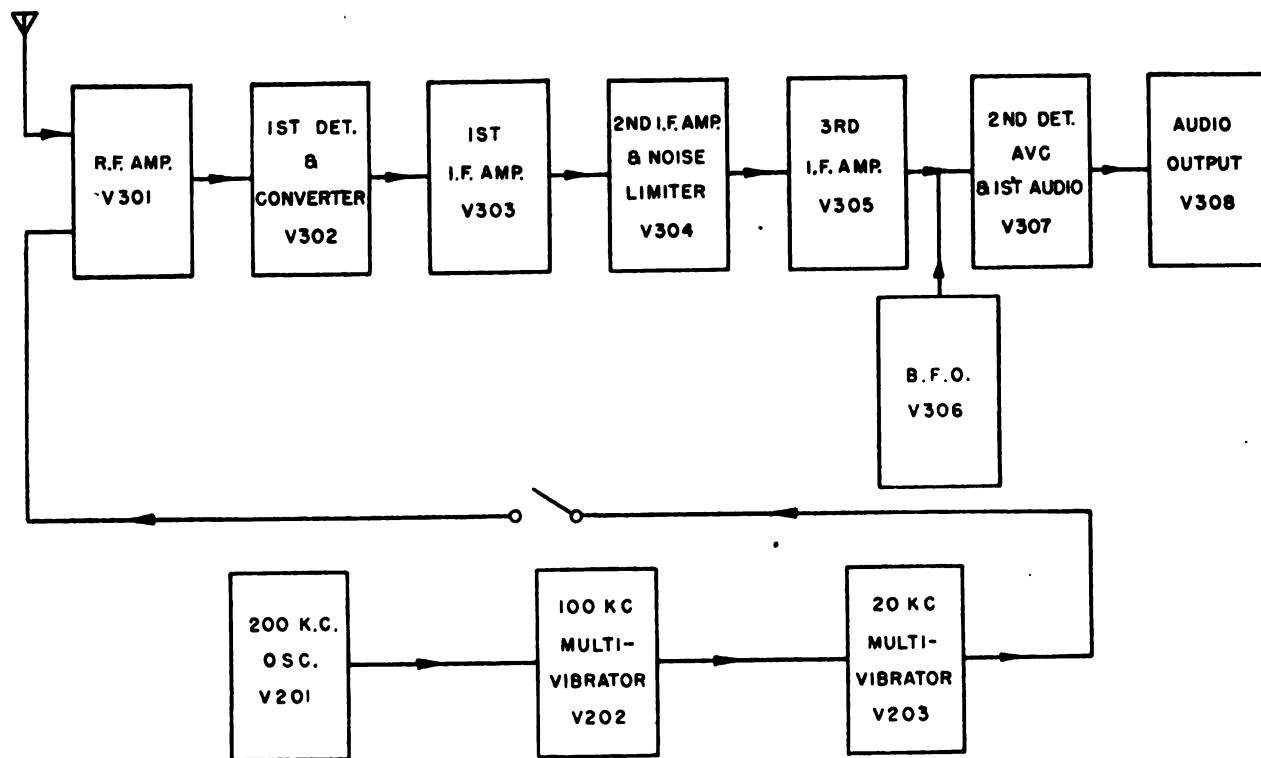 R.F. AMP.
V301
1ST DET.
&
CONVERTER
V302
1ST
I.F. AMP.
V303
2ND I.F. AMP.
& NOISE
LIMITER
V304
3RD
I.F. AMP.
V305
2ND DET.
AVC
& 1ST AUDIO
V307
AUDIO
OUTPUT
V308
B.F.O.
V306
200 K.C.
OSC.
V201
100 KC
MULTI-
VIBRATOR
V202
20 KC
MULTI-
VIBRATOR
V203